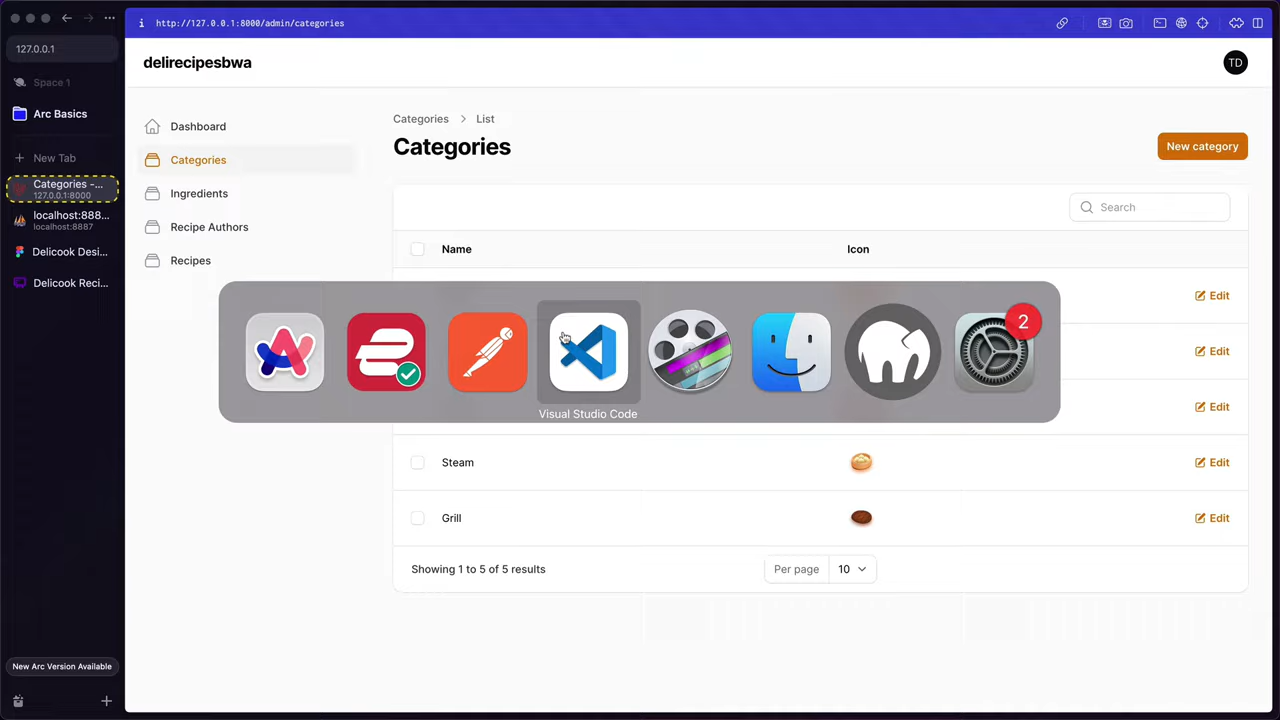 http://127.0.0.1:8000/admin/categories
127.0.0.1
Space 1
Arc Basics
New Tab
Categories -...
127.0.0.1:8000
localhost:888...
localhost:8887
Delicook Desi...
Delicook Reci...
New Arc Version Available
delirecipesbwa
TD
Dashboard
Categories
Ingredients
Recipe Authors
Recipes
Categories > List
Categories
New category
Search
Name Icon
Edit
Edit
Edit
2
Visual Studio Code
Steam Edit
Grill Edit
Showing 1 to 5 of 5 results
Per page 10